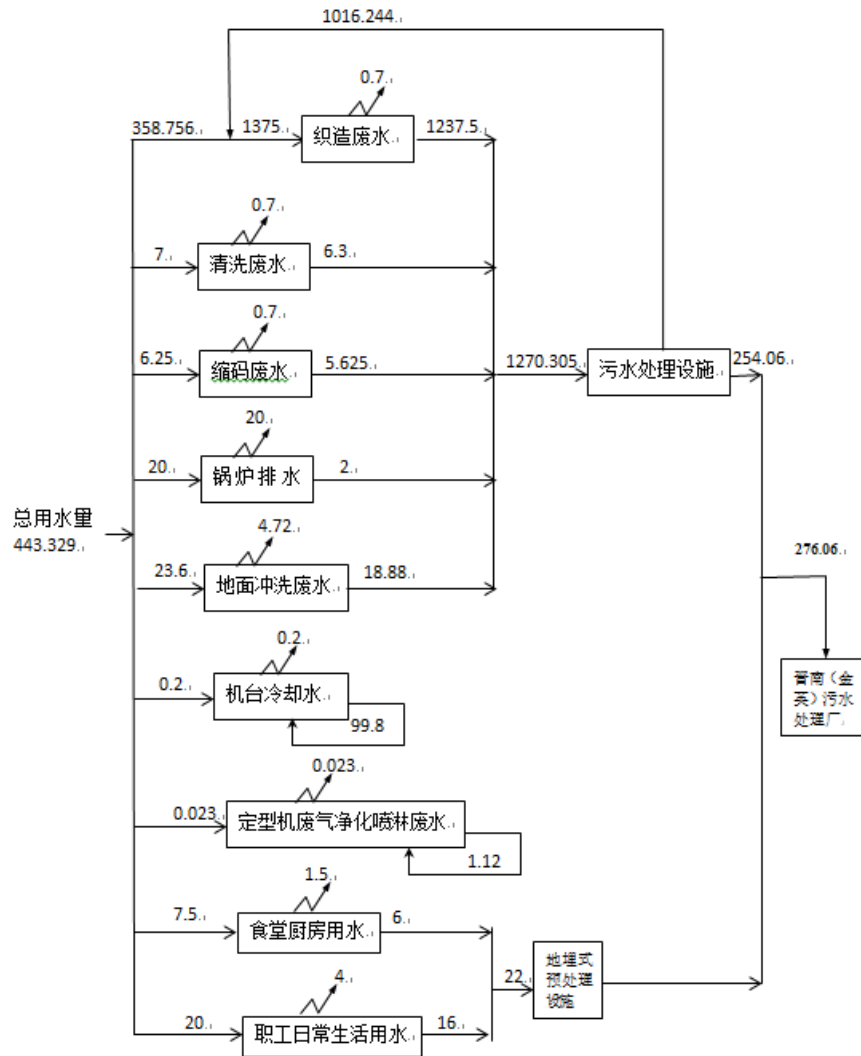 1016.244
0.7
358.756
1375
织造废水
1237.5
0.7
7
清洗废水
6.3
0.7
6.25
缩码废水
5.625
1270.305
污水处理设施
254.06
20
20
锅炉排水
2
总用水量
443.329
4.72
23.6
地面冲洗废水
18.88
276.06
0.2
0.2
机台冷却水
99.8
晋南（金
英）污水
处理厂
0.023
0.023
定型机废气净化喷淋废水
1.12
1.5
7.5
食堂厨房用水
6
地埋式
预处理
设施
22
4
20
职工日常生活用水
16